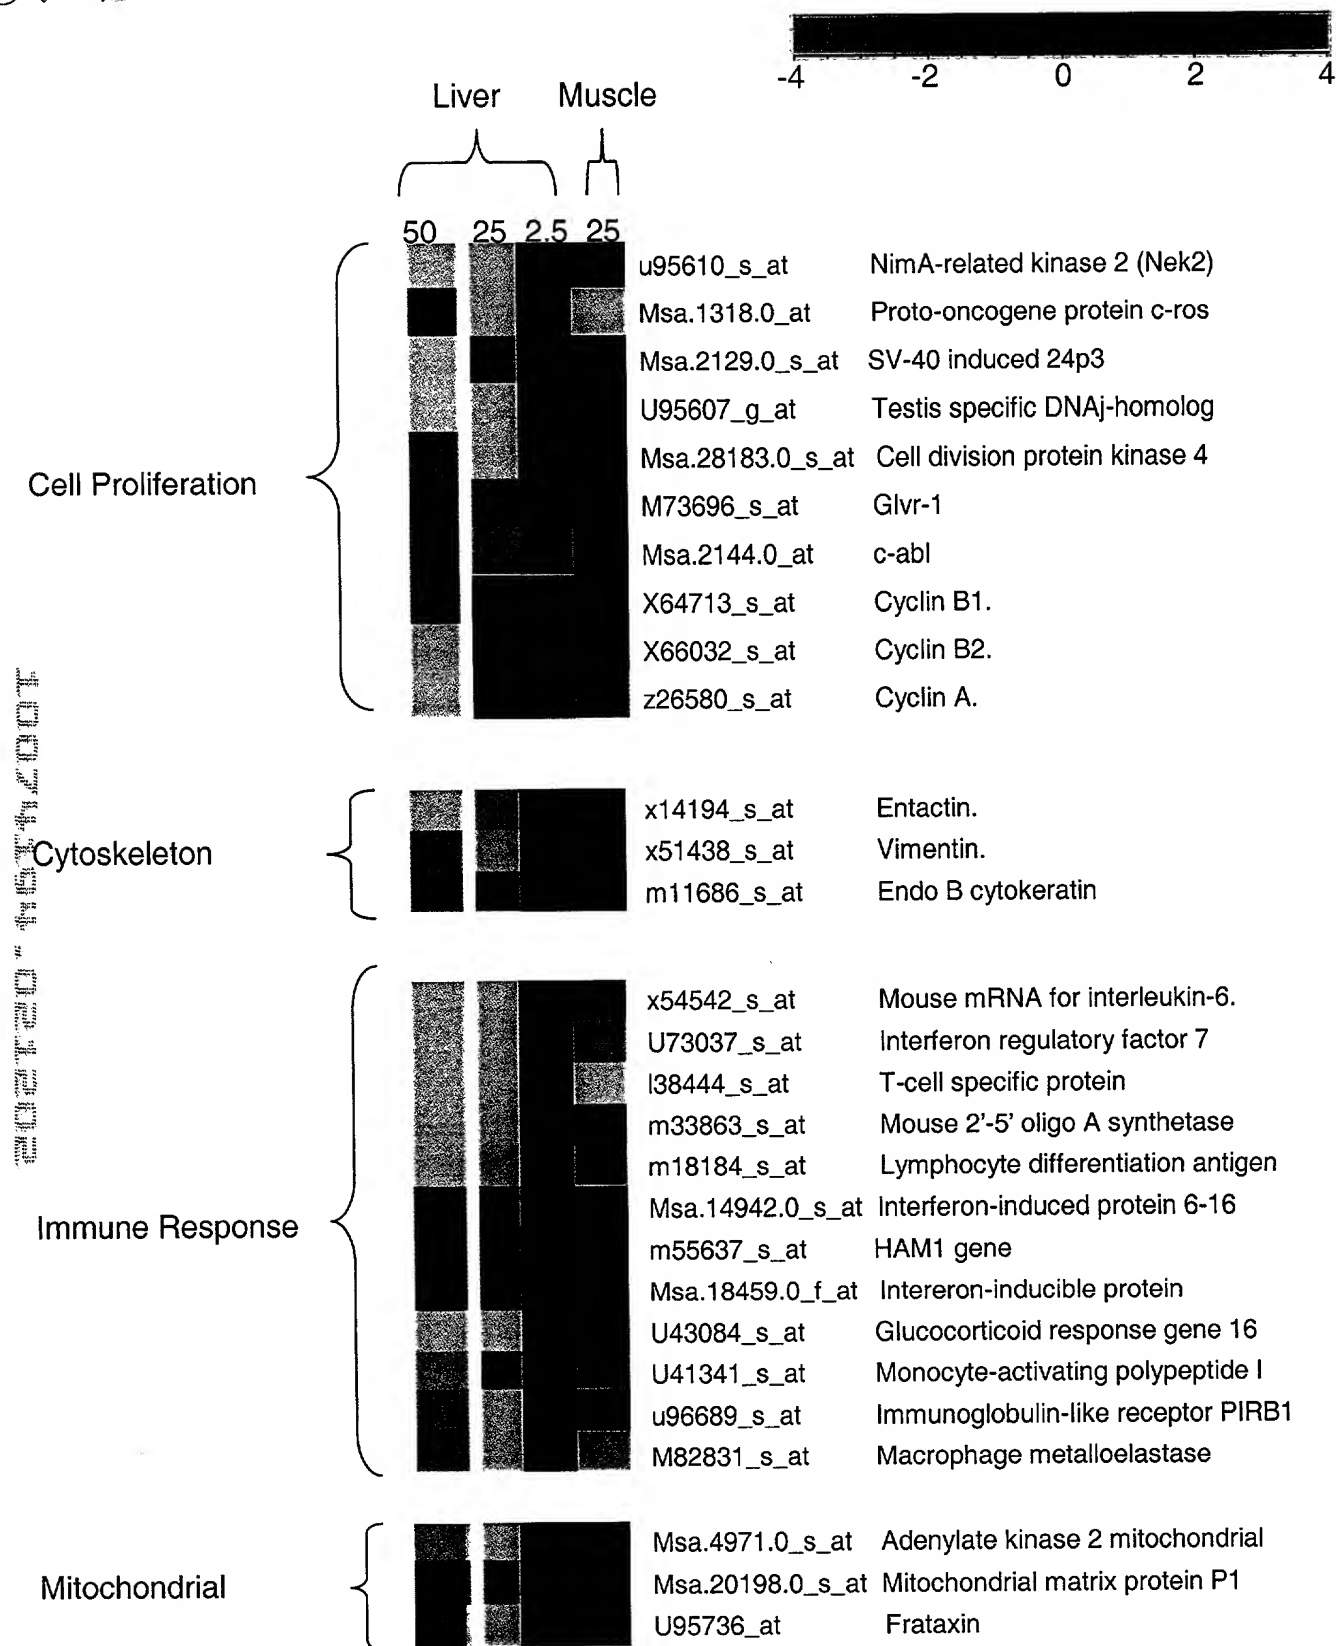 -4 -2 0 2 4
Liver Muscle
50 25 2.5 25
Cell Proliferation
u95610_s_at NimA-related kinase 2 (Nek2)
Msa.1318.0_at Proto-oncogene protein c-ros
Msa.2129.0_s_at SV-40 induced 24p3
U95607_g_at Testis specific DNAj-homolog
Msa.28183.0_s_at Cell division protein kinase 4
M73696_s_at Glvr-1
Msa.2144.0_at c-abl
X64713_s_at Cyclin B1.
X66032_s_at Cyclin B2.
z26580_s_at Cyclin A.
Cytoskeleton
x14194_s_at Entactin.
x51438_s_at Vimentin.
m11686_s_at Endo B cytokeratin
Immune Response
x54542_s_at Mouse mRNA for interleukin-6.
U73037_s_at Interferon regulatory factor 7
l38444_s_at T-cell specific protein
m33863_s_at Mouse 2'-5' oligo A synthetase
m18184_s_at Lymphocyte differentiation antigen
Msa.14942.0_s_at Interferon-induced protein 6-16
m55637_s_at HAM1 gene
Msa.18459.0_f_at Intereron-inducible protein
U43084_s_at Glucocorticoid response gene 16
U41341_s_at Monocyte-activating polypeptide I
u96689_s_at Immunoglobulin-like receptor PIRB1
M82831_s_at Macrophage metalloelastase
Mitochondrial
Msa.4971.0_s_at Adenylate kinase 2 mitochondrial
Msa.20198.0_s_at Mitochondrial matrix protein P1
U95736_at Frataxin
10074194.021202